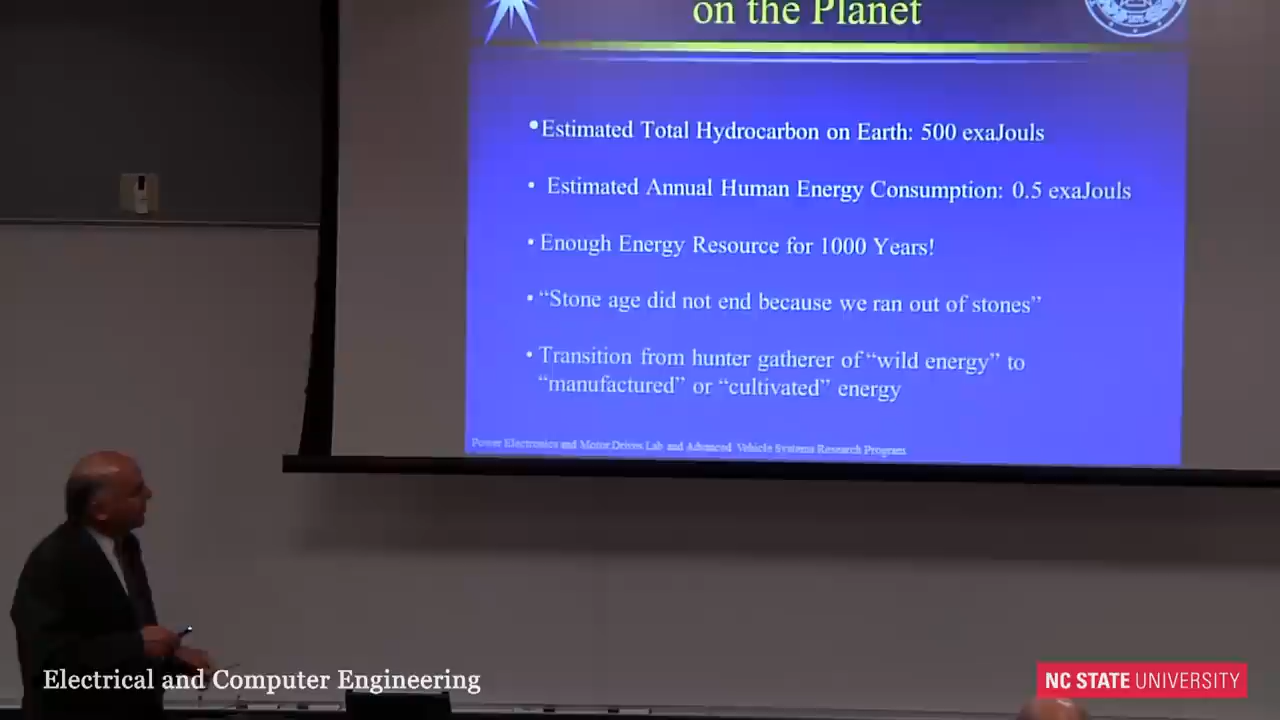 on the Planet
•Estimated Total Hydrocarbon on Earth: 500 exaJouls
• Estimated Annual Human Energy Consumption: 0.5 exaJouls
• Enough Energy Resource for 1000 Years!
• “Stone age did not end because we ran out of stones”
• Transition from hunter gatherer of “wild energy” to
“manufactured” or “cultivated” energy
Power Electronics and Motor Drives Lab and Advanced Vehicle Systems Research Program
Electrical and Computer Engineering
NC STATE UNIVERSITY